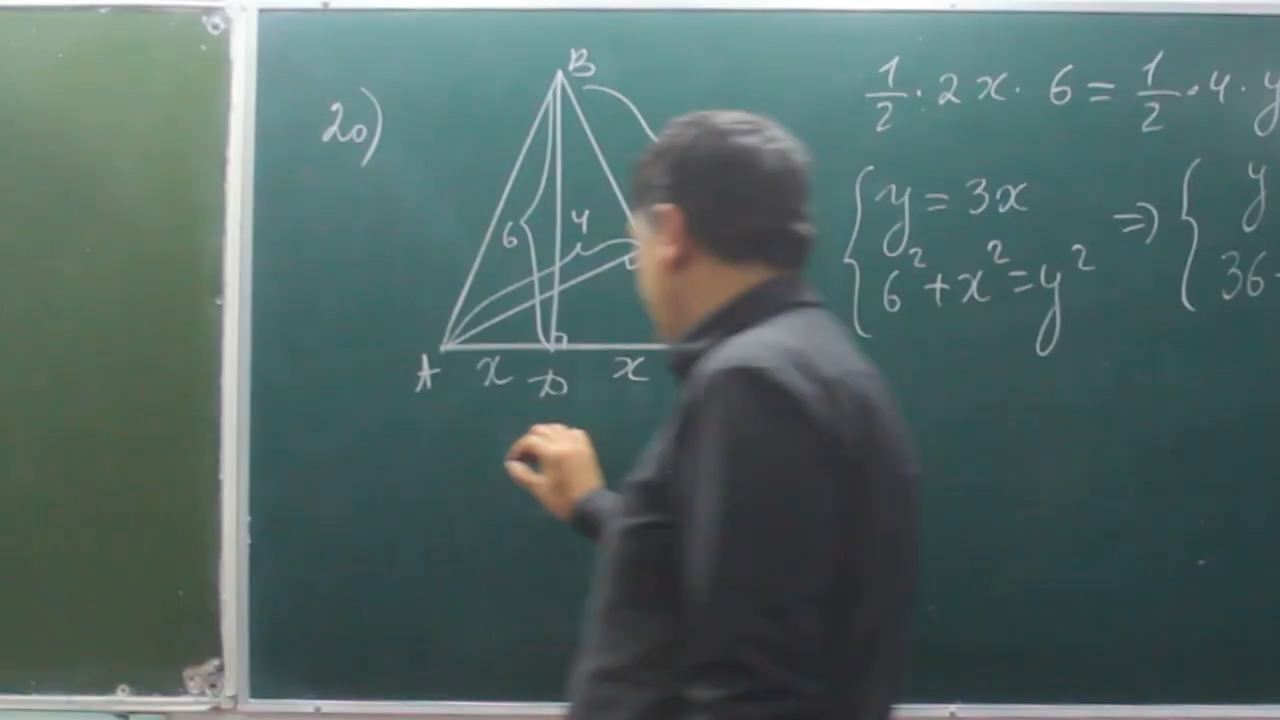 20)
B
6
4
A x D x
1/2 · 2x · 6 = 1/2 · 4 · y
{ y = 3x
6² + x² = y² ⇒ { y
36